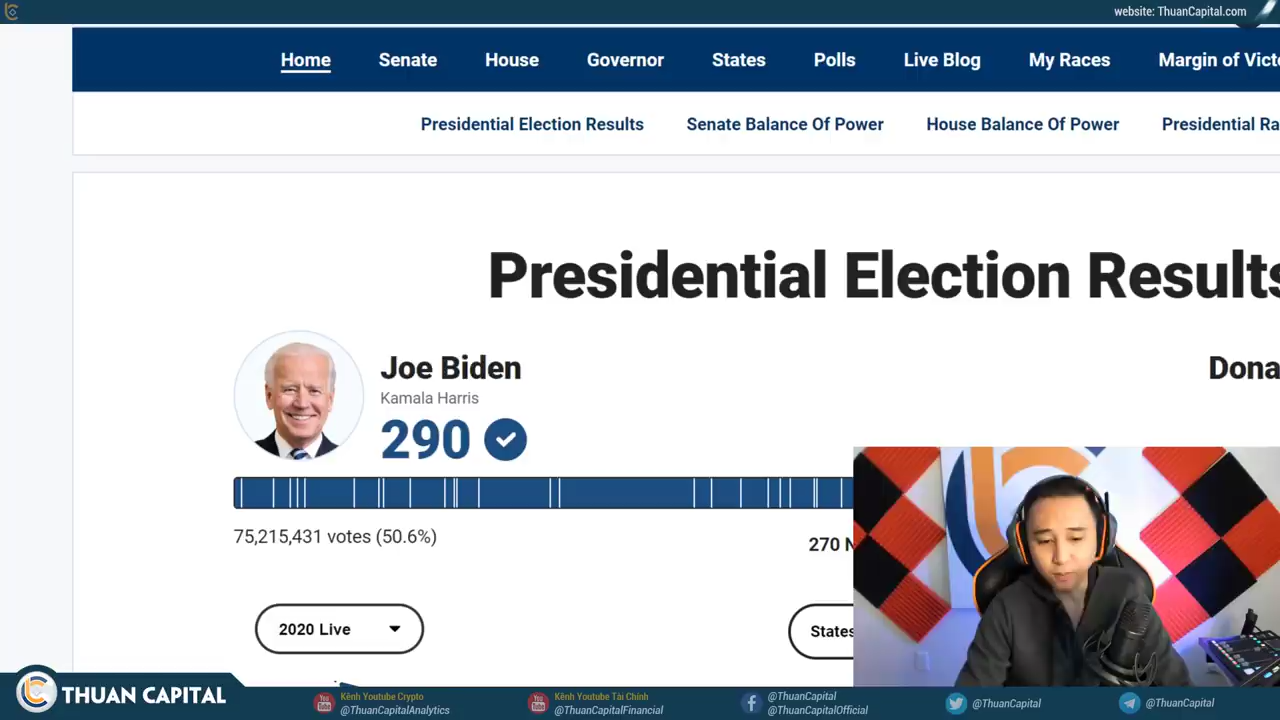 website: ThuanCapital.com
Home Senate House Governor States Polls Live Blog My Races Margin of Victo
Presidential Election Results Senate Balance Of Power House Balance Of Power Presidential Ra
Presidential Election Results
Joe Biden
Kamala Harris
290
Dona
75,215,431 votes (50.6%)
270 N
2020 Live
States
THUAN CAPITAL
Kênh Youtube Crypto
@ThuanCapitalAnalytics
Kênh Youtube Tài Chính
@ThuanCapitalFinancial
@ThuanCapital
@ThuanCapitalOfficial
@ThuanCapital
@ThuanCapital